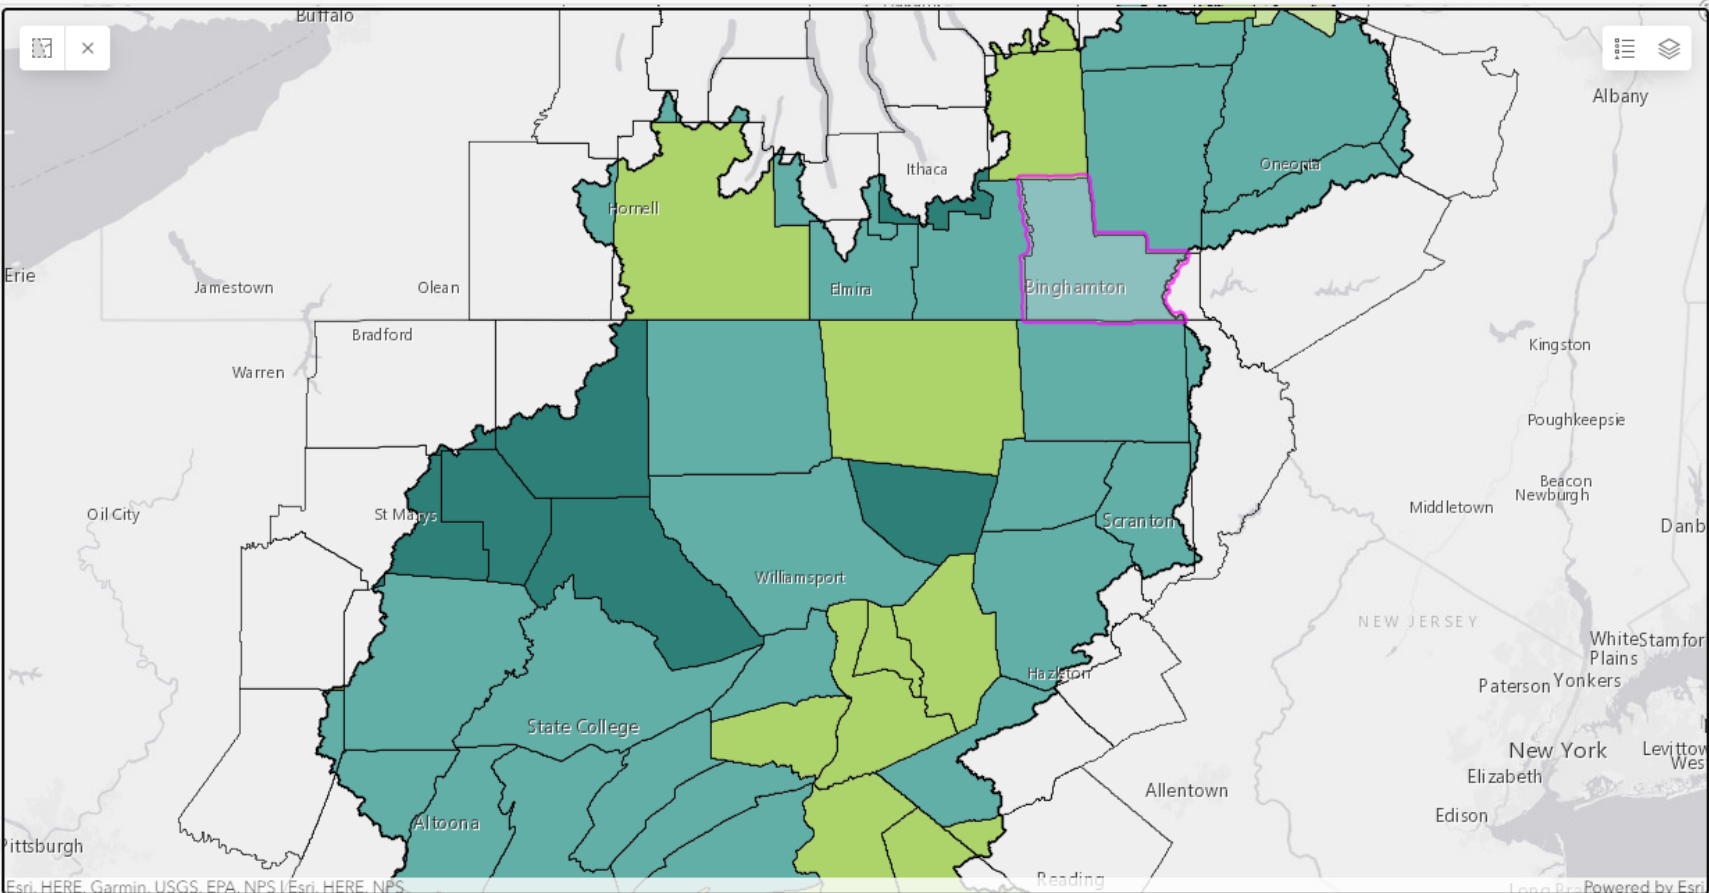 Buffalo
Albany
Ithaca
Oneonta
Hornell
Erie
Jamestown
Olean
Elmira
Binghamton
Bradford
Kingston
Warren
Poughkeepsie
Beacon
Newburgh
Middletown
Oil City
St Marys
Scranton
Danb
Williamsport
NEW JERSEY
White
Plains
Stamfor
Hazleton
Paterson
Yonkers
State College
New York
Levittow
Wes
Elizabeth
Allentown
Edison
Altoona
Pittsburgh
Reading
Esri, HERE, Garmin, USGS, EPA, NPS | Esri, HERE, NPS
Long Bra
Powered by Esri